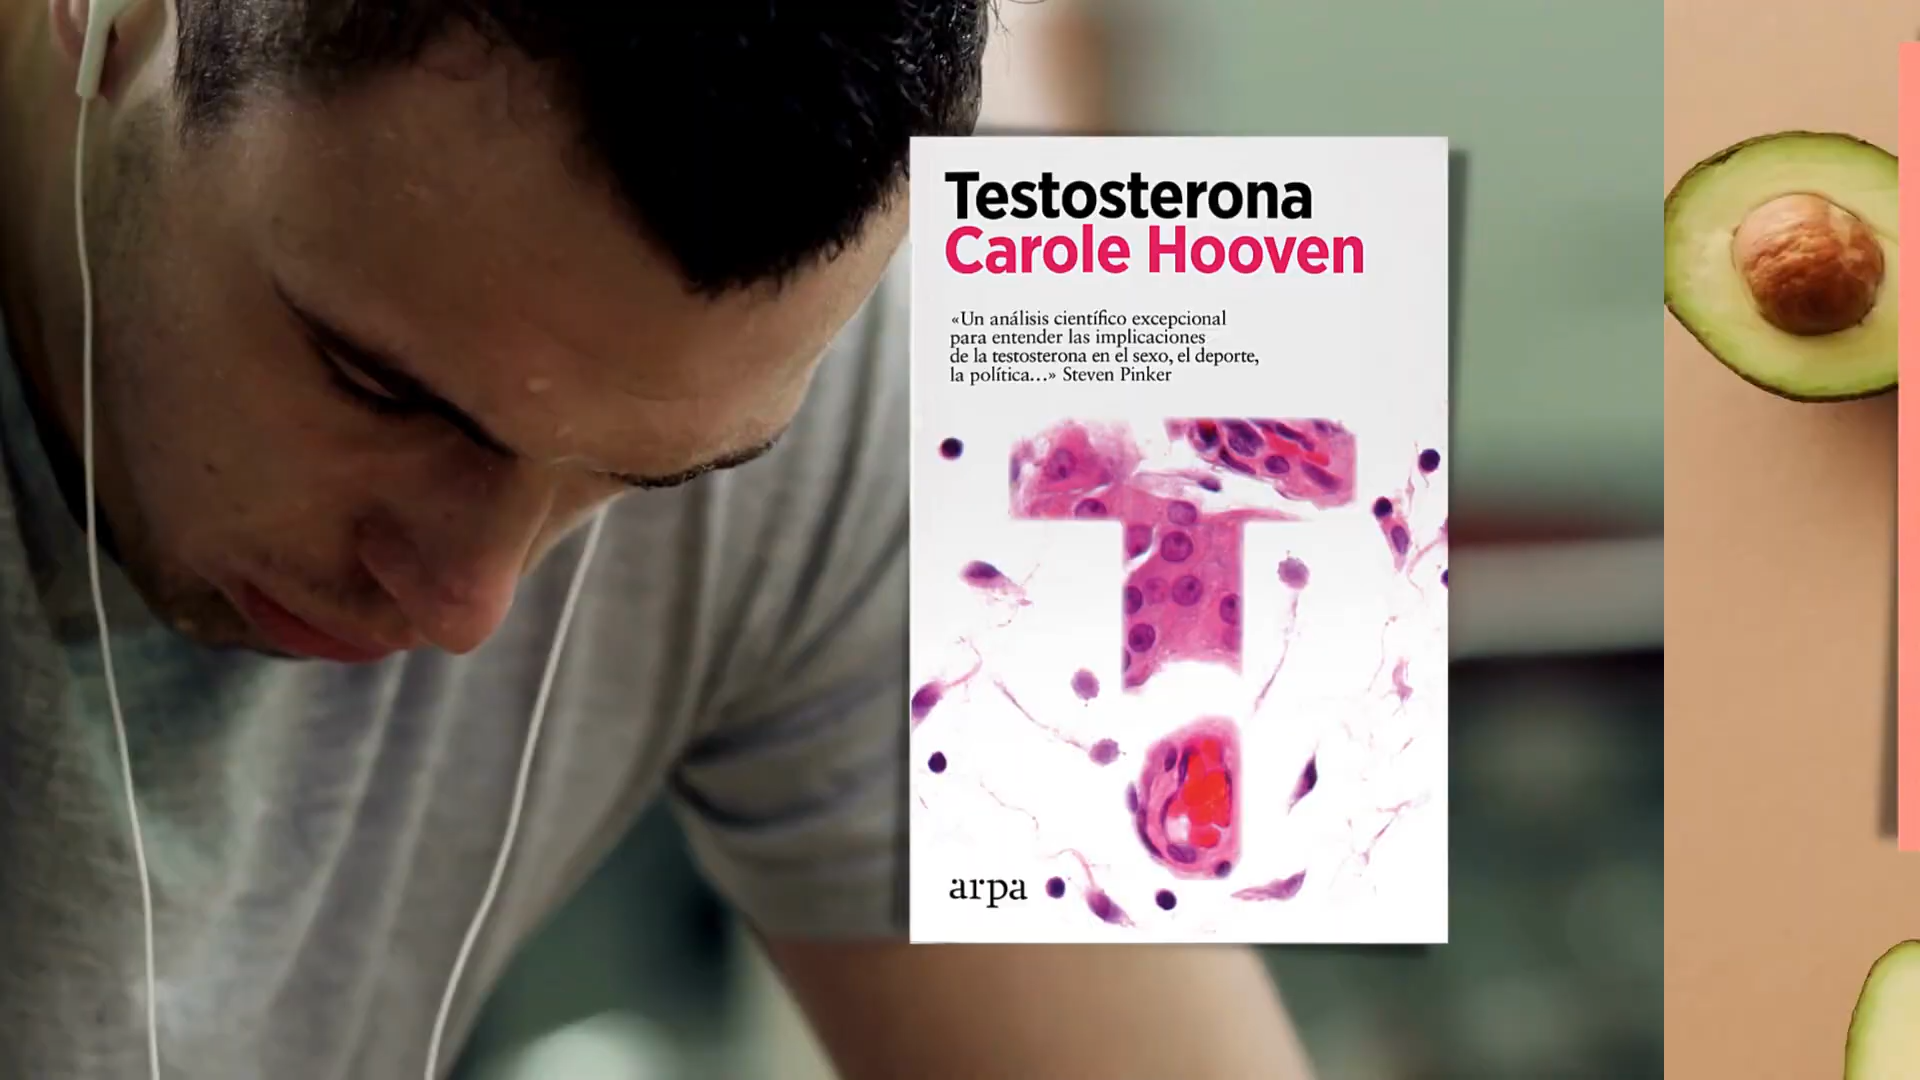 Testosterona
Carole Hooven
«Un análisis científico excepcional
para entender las implicaciones
de la testosterona en el sexo, el deporte,
la política...» Steven Pinker
arpa